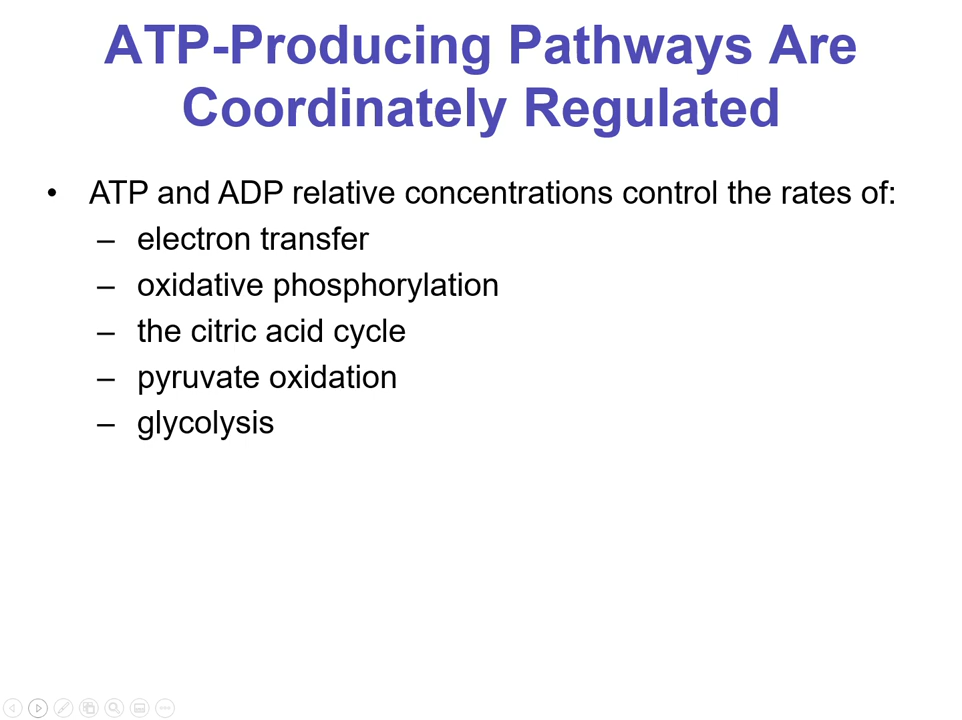 ATP-Producing Pathways Are
Coordinately Regulated
• ATP and ADP relative concentrations control the rates of:
– electron transfer
– oxidative phosphorylation
– the citric acid cycle
– pyruvate oxidation
– glycolysis